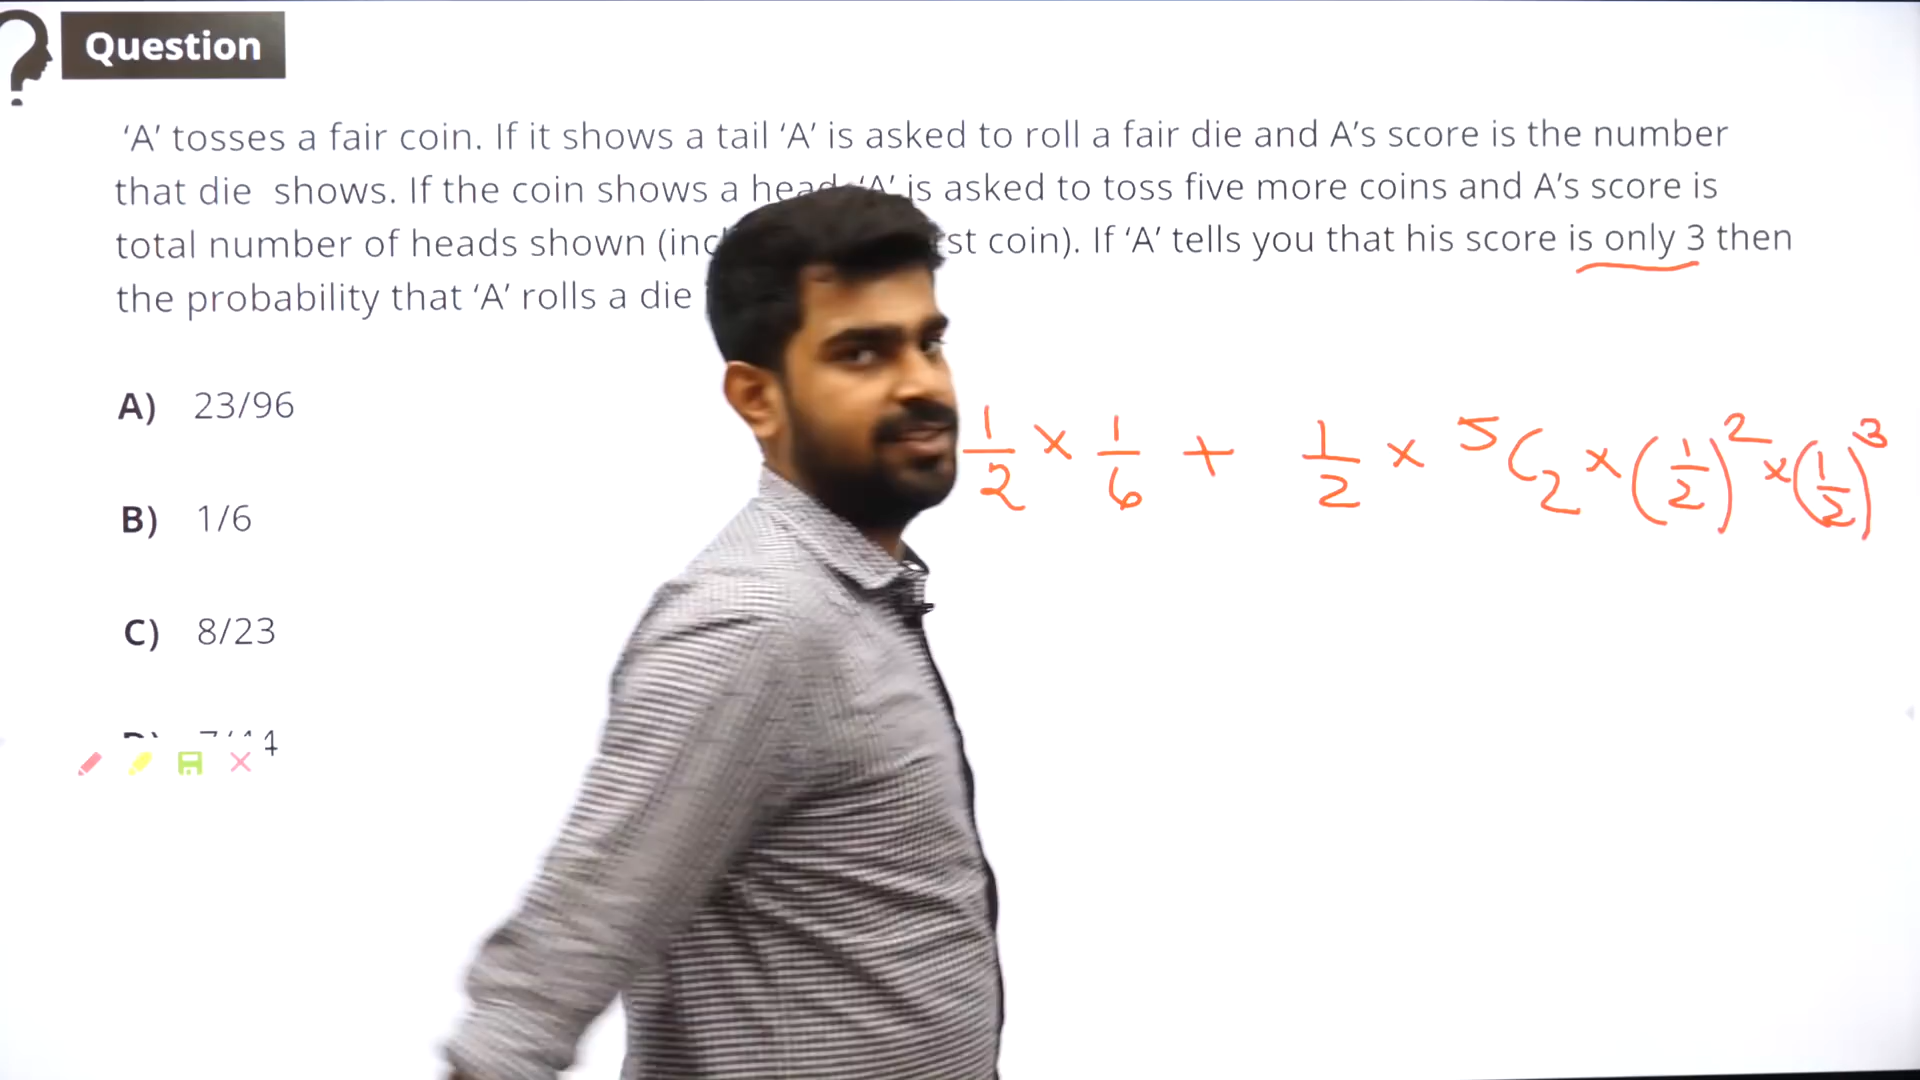 Question
‘A’ tosses a fair coin. If it shows a tail ‘A’ is asked to roll a fair die and A’s score is the number
that die shows. If the coin shows a head ‘A’ is asked to toss five more coins and A’s score is
total number of heads shown (inc st coin). If ‘A’ tells you that his score is only 3 then
the probability that ‘A’ rolls a die
1/2 × 1/6 + 1/2 × ⁵C₂ × (1/2)² × (1/2)³
A) 23/96
B) 1/6
C) 8/23